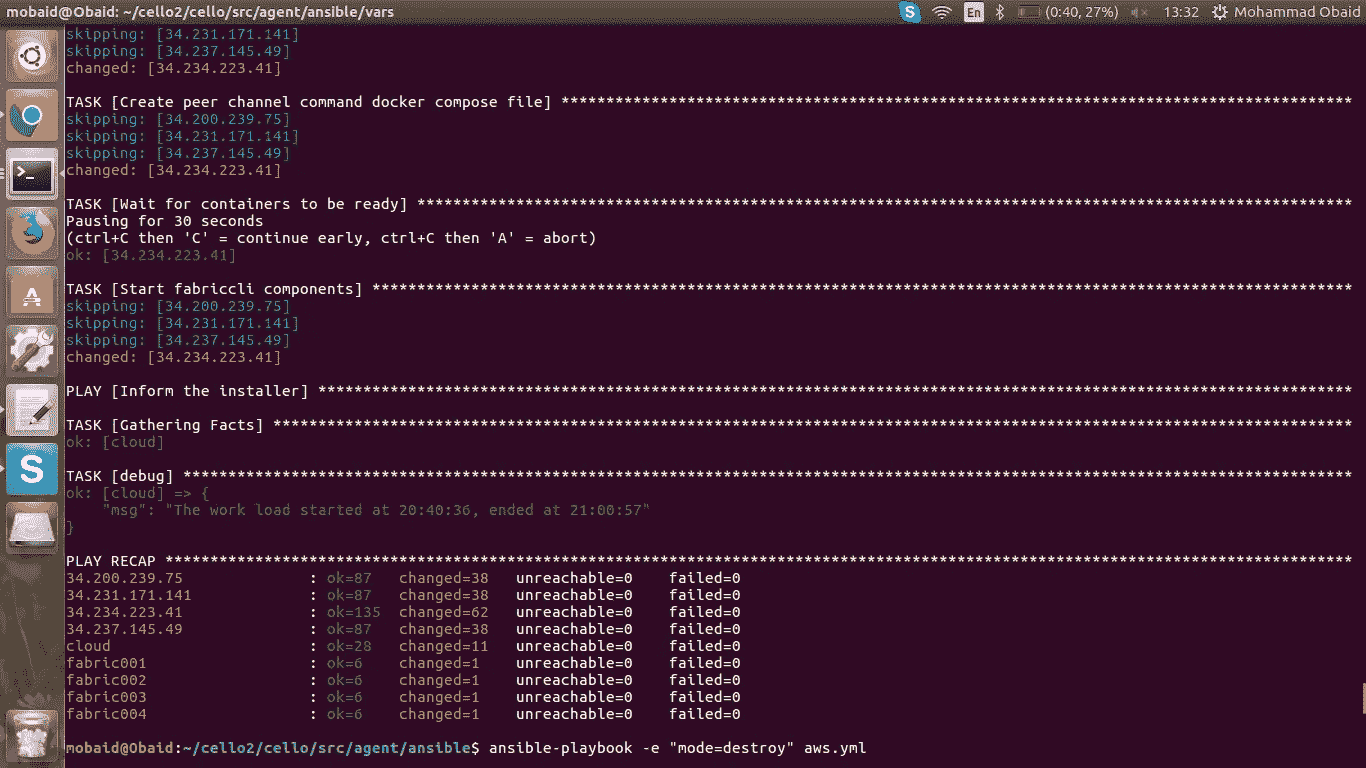 mobaid@Obaid: ~/cello2/cello/src/agent/ansible/vars En (0:40, 27%) 13:32 Mohammad Obaid
skipping: [34.231.171.141]
skipping: [34.237.145.49]
changed: [34.234.223.41]
TASK [Create peer channel command docker compose file] ****************************************************************************************
skipping: [34.200.239.75]
skipping: [34.231.171.141]
skipping: [34.237.145.49]
changed: [34.234.223.41]
TASK [Wait for containers to be ready] ********************************************************************************************************
Pausing for 30 seconds
(ctrl+C then 'C' = continue early, ctrl+C then 'A' = abort)
ok: [34.234.223.41]
TASK [Start fabriccli components] *************************************************************************************************************
skipping: [34.200.239.75]
skipping: [34.231.171.141]
skipping: [34.237.145.49]
changed: [34.234.223.41]
PLAY [Inform the installer] *******************************************************************************************************************
TASK [Gathering Facts] ************************************************************************************************************************
ok: [cloud]
TASK [debug] **********************************************************************************************************************************
ok: [cloud] => {
"msg": "The work load started at 20:40:36, ended at 21:00:57"
}
PLAY RECAP ************************************************************************************************************************************
34.200.239.75 : ok=87 changed=38 unreachable=0 failed=0
34.231.171.141 : ok=87 changed=38 unreachable=0 failed=0
34.234.223.41 : ok=135 changed=62 unreachable=0 failed=0
34.237.145.49 : ok=87 changed=38 unreachable=0 failed=0
cloud : ok=28 changed=11 unreachable=0 failed=0
fabric001 : ok=6 changed=1 unreachable=0 failed=0
fabric002 : ok=6 changed=1 unreachable=0 failed=0
fabric003 : ok=6 changed=1 unreachable=0 failed=0
fabric004 : ok=6 changed=1 unreachable=0 failed=0
mobaid@Obaid:~/cello2/cello/src/agent/ansible$ ansible-playbook -e "mode=destroy" aws.yml